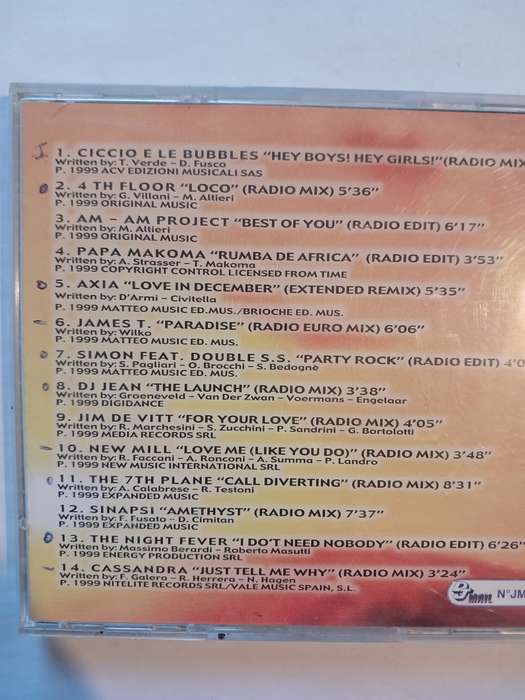 1. CICCIO E LE BUBBLES "HEY BOYS! HEY GIRLS!"(RADIO MIX)
Written by: T. Verde – D. Fusco
P. 1999 ACV EDIZIONI MUSICALI SAS
2. 4 TH FLOOR "LOCO" (RADIO MIX) 5'36"
Written by: G. Villani – M. Altieri
P. 1999 ORIGINAL MUSIC
3. AM – AM PROJECT "BEST OF YOU" (RADIO EDIT) 6'17"
Written by: M. Altieri
P. 1999 ORIGINAL MUSIC
4. PAPA MAKOMA "RUMBA DE AFRICA" (RADIO EDIT) 3'53"
Written by: A. Strasser – T. Makoma
P. 1999 COPYRIGHT CONTROL LICENSED FROM TIME
5. AXIA "LOVE IN DECEMBER" (EXTENDED REMIX) 5'35"
Written by: D'Armi – Civitella
P. 1999 MATTEO MUSIC ED.MUS./BRIOCHE ED. MUS.
6. JAMES T. "PARADISE" (RADIO EURO MIX) 6'06"
Written by: Wilko
P. 1999 MATTEO MUSIC ED. MUS.
7. SIMON FEAT. DOUBLE S.S. "PARTY ROCK" (RADIO EDIT)
Written by: S. Pagliari – O. Brocchi – S. Bedognè
P. 1999 MATTEO MUSIC ED. MUS.
8. DJ JEAN "THE LAUNCH" (RADIO MIX) 3'38"
Written by: Groeneveld – Van Der Zwan – Voermans – Engelaar
P. 1999 DIGIDANCE
9. JIM DE VITT "FOR YOUR LOVE" (RADIO MIX) 4'05"
Written by: R. Marchesini – S. Zucchini – P. Sandrini – G. Bortolotti
P. 1999 MEDIA RECORDS SRL
10. NEW MILL "LOVE ME (LIKE YOU DO)" (RADIO MIX) 3'48"
Written by: R. Faccani – A. Ronconi – A. Summa – P. Landro
P. 1999 NEW MUSIC INTERNATIONAL SRL
11. THE 7TH PLANE "CALL DIVERTING" (RADIO MIX) 8'31"
Written by: A. Calabrese – R. Testoni
P. 1999 EXPANDED MUSIC
12. SINAPSI "AMETHYST" (RADIO MIX) 7'37"
Written by: F. Fusato – D. Cimitan
P. 1999 EXPANDED MUSIC
13. THE NIGHT FEVER "I DO'T NEED NOBODY" (RADIO EDIT) 6'26"
Written by: Massimo Berardi – Roberto Masutti
P. 1999 ENERGY PRODUCTION SRL
14. CASSANDRA "JUST TELL ME WHY" (RADIO MIX) 3'24"
Written by: F. Galera – R. Herrera – N. Hagen
P. 1999 NITELITE RECORDS SRL/VALE MUSIC SPAIN, S.L.
N°JM